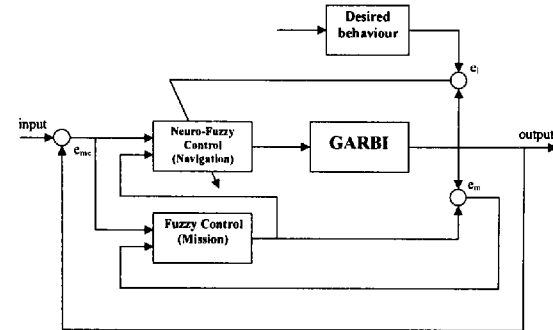 Desired
behaviour
e_l
input
e_mc
Neuro-Fuzzy
Control
(Navigation)
GARBI
output
e_m
Fuzzy Control
(Mission)